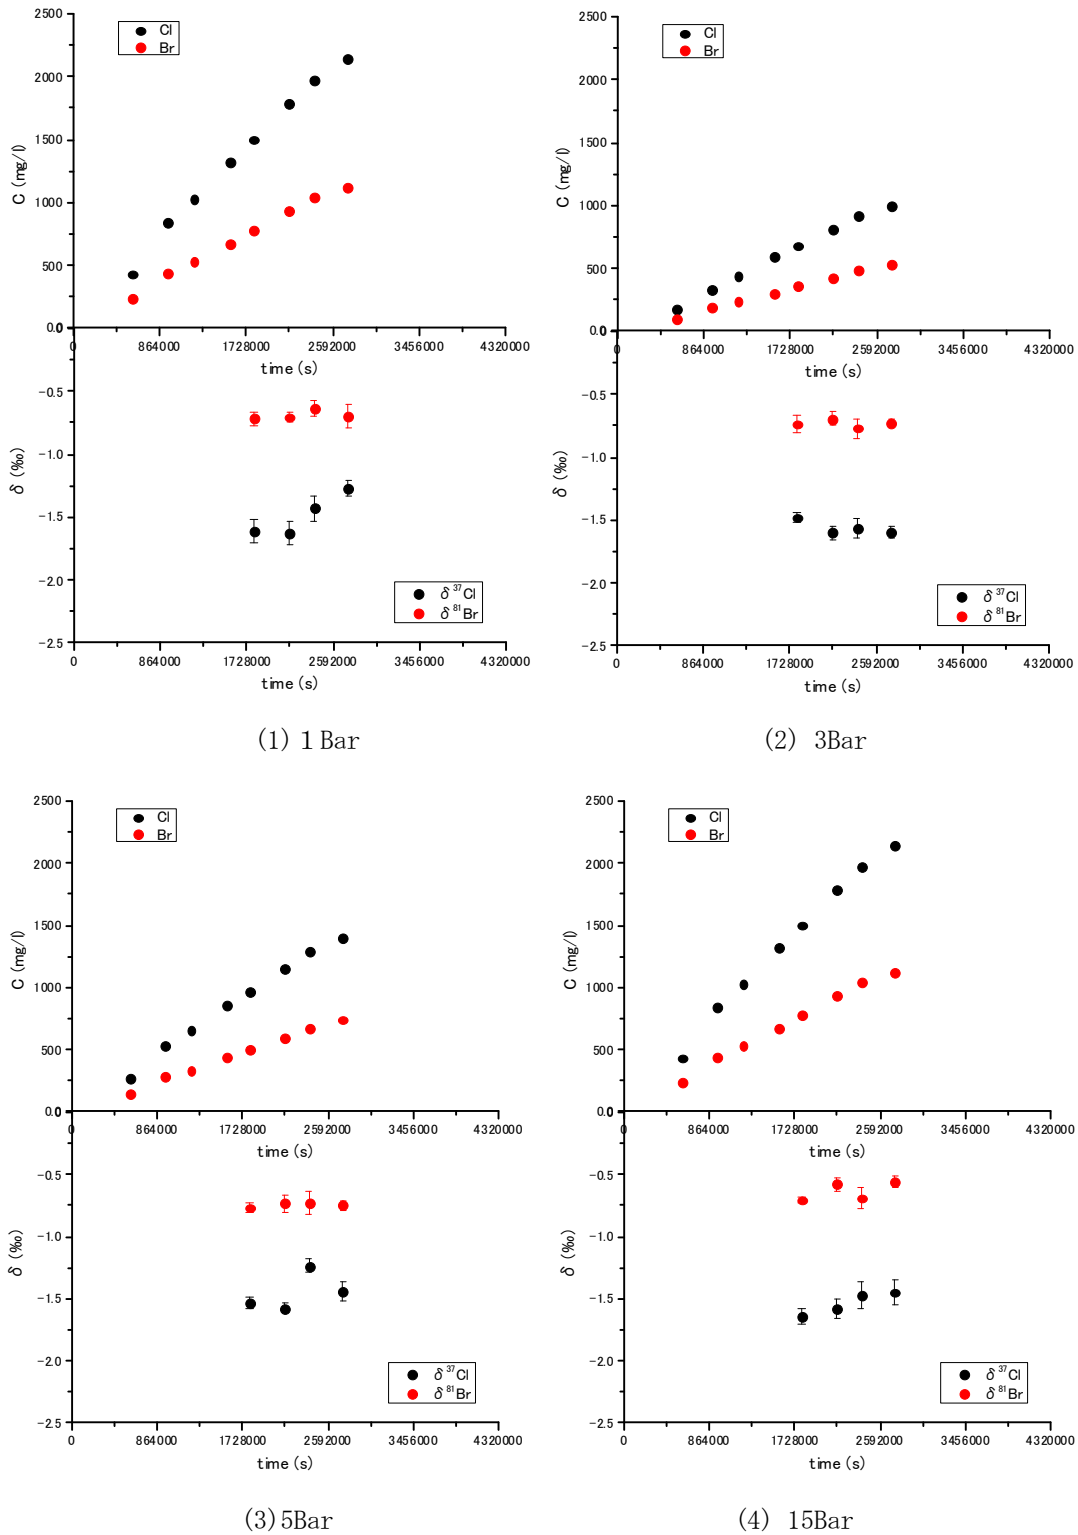 2500
2000
1500
1000
500
0.0
C (mg/l)
Cl
Br
0 864000 1728000 2592000 3456000 4320000
time (s)
-0.5
-1.0
-1.5
-2.0
-2.5
δ (‰)
δ 37Cl
δ 81Br
0 864000 1728000 2592000 3456000 4320000
time (s)
(1) 1 Bar
2500
2000
1500
1000
500
0.0
C (mg/l)
Cl
Br
0 864000 1728000 2592000 3456000 4320000
time (s)
-0.5
-1.0
-1.5
-2.0
-2.5
δ (‰)
δ 37Cl
δ 81Br
0 864000 1728000 2592000 3456000 4320000
time (s)
(2) 3Bar
2500
2000
1500
1000
500
0.0
C (mg/l)
Cl
Br
0 864000 1728000 2592000 3456000 4320000
time (s)
-0.5
-1.0
-1.5
-2.0
-2.5
δ (‰)
δ 37Cl
δ 81Br
0 864000 1728000 2592000 3456000 4320000
time (s)
(3) 5Bar
2500
2000
1500
1000
500
0.0
C (mg/l)
Cl
Br
0 864000 1728000 2592000 3456000 4320000
time (s)
-0.5
-1.0
-1.5
-2.0
-2.5
δ (‰)
δ 37Cl
δ 81Br
0 864000 1728000 2592000 3456000 4320000
time (s)
(4) 15Bar